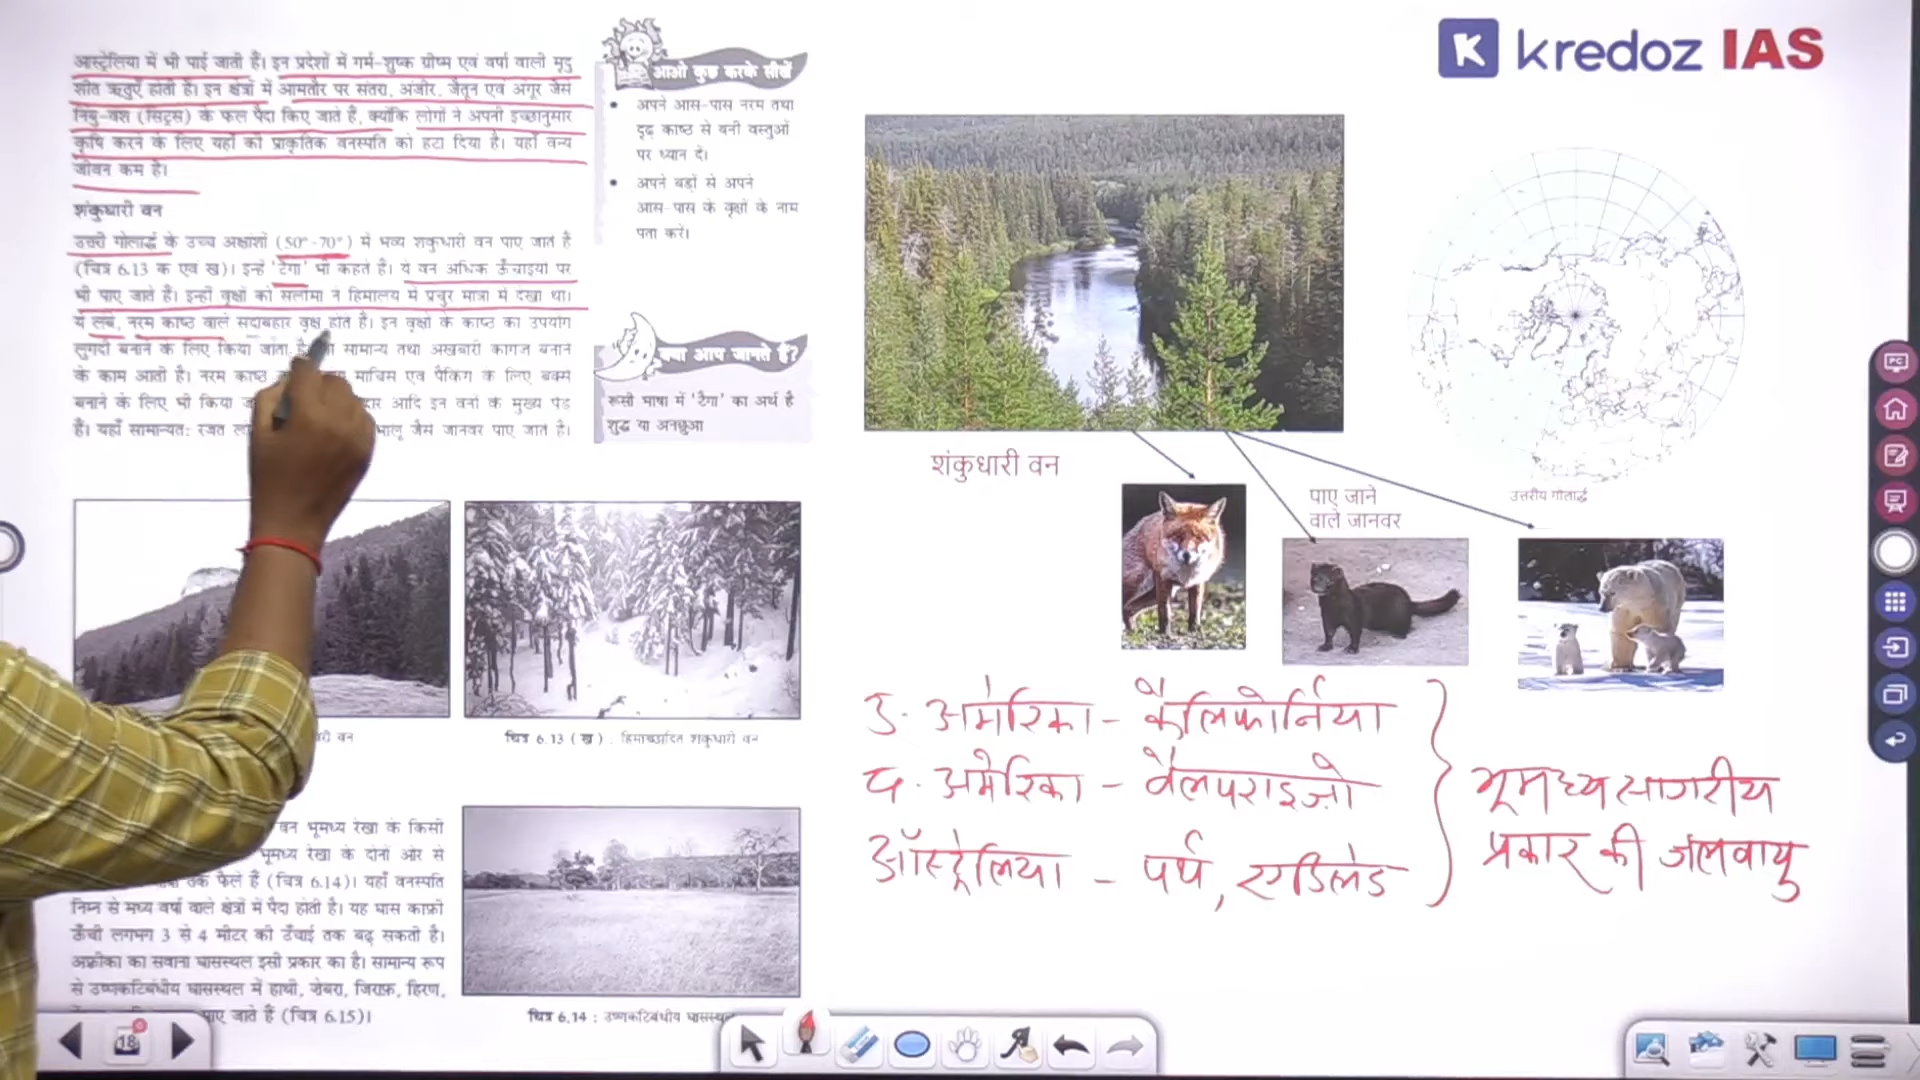 आस्ट्रेलिया में भी पाई जाती हैं। इन प्रदेशों में गर्म-शुष्क ग्रीष्म एवं वर्षा वाली मृदु
शीत ऋतुएँ होती हैं। इन क्षेत्रों में आमतौर पर संतरा, अंजीर, जैतून एवं अंगूर जैसे
निंबु-वंश (सिट्रस) के फल पैदा किए जाते हैं, क्योंकि लोगों ने अपनी इच्छानुसार
कृषि करने के लिए यहाँ की प्राकृतिक वनस्पति को हटा दिया है। यहाँ वन्य
जीवन कम है।
शंकुधारी वन
उत्तरी गोलार्द्ध के उच्च अक्षांशों (50°-70°) में भव्य शंकुधारी वन पाए जाते हैं
(चित्र 6.13 क एवं ख)। इन्हें 'टैगा' भी कहते हैं। ये वन अधिक ऊँचाइयों पर
भी पाए जाते हैं। इन्हीं वृक्षों को सलीमा ने हिमालय में प्रचुर मात्रा में देखा था।
ये लंबे, नरम काष्ठ वाले सदाबहार वृक्ष होते हैं। इन वृक्षों के काष्ठ का उपयोग
लुगदी बनाने के लिए किया जाता है सामान्य तथा अखबारी कागज बनाने
के काम आती है। नरम काष्ठ माचिस एवं पैकिंग के लिए बक्से
बनाने के लिए भी किया आदि इन वनों के मुख्य पेड़
हैं। यहाँ सामान्यतः रजत भालू जैसे जानवर पाए जाते हैं।
आओ कुछ करके सीखें
• अपने आस-पास नरम तथा
दृढ़ काष्ठ से बनी वस्तुओं
पर ध्यान दें।
• अपने बड़ों से अपने
आस-पास के वृक्षों के नाम
पता करें।
क्या आप जानते हैं?
रूसी भाषा में 'टैगा' का अर्थ है
शुद्ध या अनछुआ
वन
चित्र 6.13 (ख) : हिमाच्छादित शंकुधारी वन
वन भूमध्य रेखा के किसी
भूमध्य रेखा के दोनों ओर से
तक फैले हैं (चित्र 6.14)। यहाँ वनस्पति
निम्न से मध्य वर्षा वाले क्षेत्रों में पैदा होती है। यह घास काफ़ी
ऊँची लगभग 3 से 4 मीटर की ऊँचाई तक बढ़ सकती है।
अफ़्रीका का सवाना घासस्थल इसी प्रकार का है। सामान्य रूप
से उष्णकटिबंधीय घासस्थल में हाथी, ज़ेबरा, जिराफ़, हिरण,
पाए जाते हैं (चित्र 6.15)।
चित्र 6.14 : उष्णकटिबंधीय
18
K kredoz IAS
शंकुधारी वन
पाए जाने
वाले जानवर
उत्तरीय गोलार्द्ध
उ. अमेरिका - कैलिफोर्निया
द. अमेरिका - वैलपराइज़ो
ऑस्ट्रेलिया - पर्थ, एडिलेड
भूमध्यसागरीय
प्रकार की जलवायु
PC